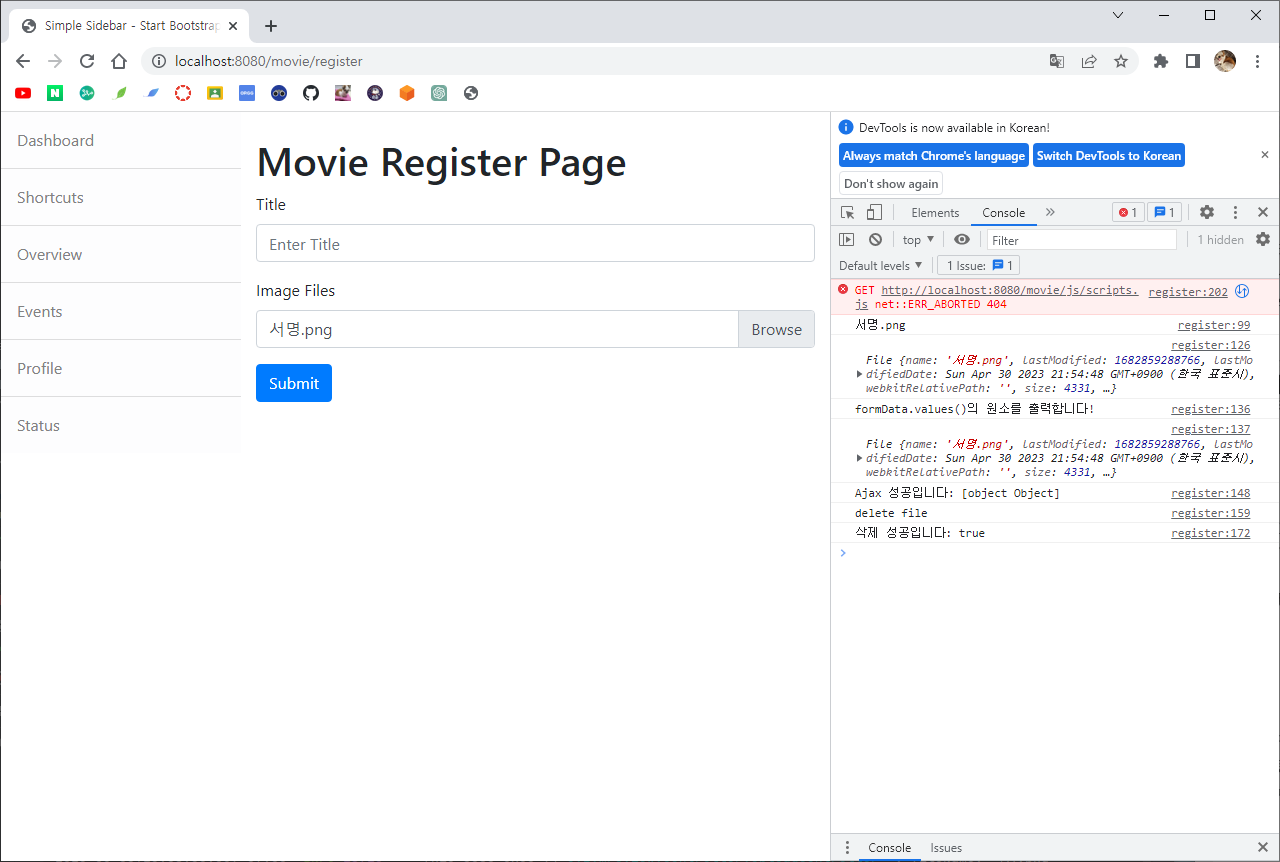 Simple Sidebar - Start Bootstrap
localhost:8080/movie/register
Dashboard
Shortcuts
Overview
Events
Profile
Status
Movie Register Page
Title
Enter Title
Image Files
서명.png
Browse
Submit
DevTools is now available in Korean!
Always match Chrome's language
Switch DevTools to Korean
Don't show again
Elements
Console
1
1
top
Filter
1 hidden
Default levels
1 Issue:
1
GET http://localhost:8080/movie/js/scripts. register:202
js net::ERR_ABORTED 404
서명.png register:99
register:126
File {name: '서명.png', lastModified: 1682859288766, lastMo
difiedDate: Sun Apr 30 2023 21:54:48 GMT+0900 (한국 표준시),
webkitRelativePath: '', size: 4331, …}
formData.values()의 원소를 출력합니다! register:136
register:137
File {name: '서명.png', lastModified: 1682859288766, lastMo
difiedDate: Sun Apr 30 2023 21:54:48 GMT+0900 (한국 표준시),
webkitRelativePath: '', size: 4331, …}
Ajax 성공입니다: [object Object] register:148
delete file register:159
삭제 성공입니다: true register:172
Console
Issues